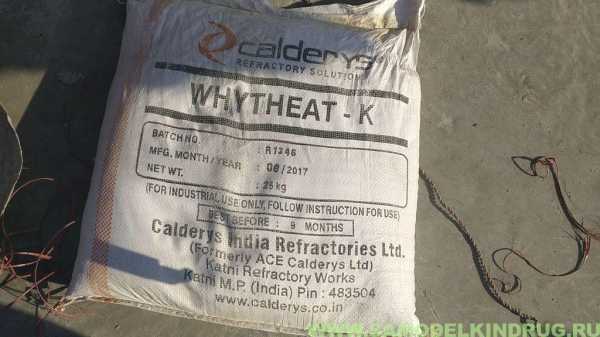 calderys
REFRACTORY SOLUTIONS
WHYTHEAT - K
BATCH NO. : R1346
MFG. MONTH / YEAR : 08 / 2017
NET WT. : 25 kg
(FOR INDUSTRIAL USE ONLY, FOLLOW INSTRUCTION FOR USE)
BEST BEFORE : 9 MONTHS
Calderys India Refractories Ltd.
(Formerly ACE Calderys Ltd)
Katni Refractory Works
Katni M.P. (India) Pin : 483504
www.calderys.co.in
WWW.SAMODELKINDRUG.RU